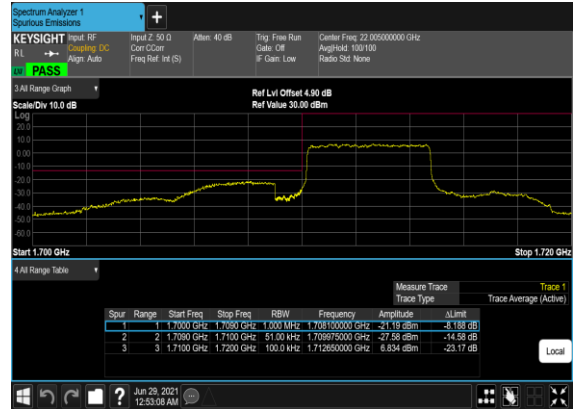 Spectrum Analyzer 1
Spurious Emissions
KEYSIGHT Input: RF Input Z: 50 Ω Atten: 40 dB Trig: Free Run Center Freq: 22.005000000 GHz
RL Coupling: DC Corr CCorr Gate: Off Avg|Hold: 100/100
Align: Auto Freq Ref: Int (S) IF Gain: Low Radio Std: None
PASS
3 All Range Graph
Ref Lvl Offset 4.90 dB
Scale/Div 10.0 dB Ref Value 30.00 dBm
Log
20.0
10.0
0.00
-10.0
-20.0
-30.0
-40.0
-50.0
-60.0
Start 1.700 GHz Stop 1.720 GHz
4 All Range Table
Measure Trace Trace 1
Trace Type Trace Average (Active)
Spur Range Start Freq Stop Freq RBW Frequency Amplitude ΔLimit
1 1 1.7000 GHz 1.7090 GHz 1.000 MHz 1.708100000 GHz -21.19 dBm -8.188 dB
2 2 1.7090 GHz 1.7100 GHz 51.00 kHz 1.709975000 GHz -27.58 dBm -14.58 dB
3 3 1.7100 GHz 1.7200 GHz 100.0 kHz 1.712650000 GHz 6.834 dBm -23.17 dB
Local
?
Jun 29, 2021
12:53:08 AM